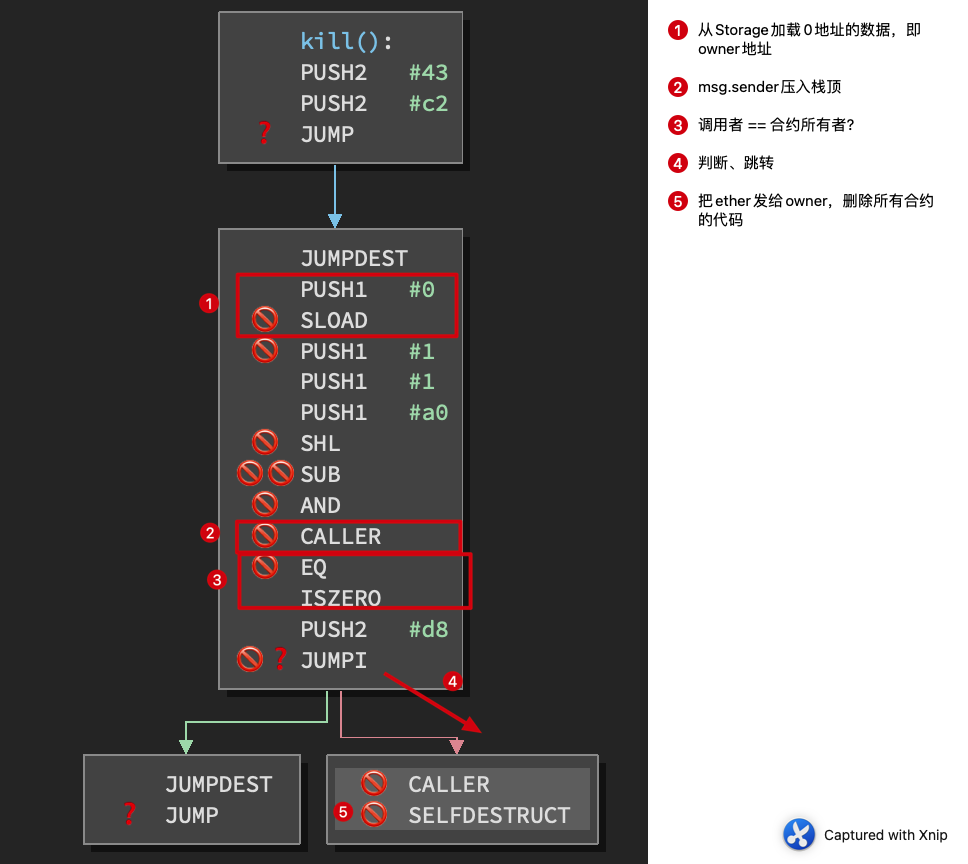 kill():
PUSH2 #43
PUSH2 #c2
❓ JUMP
JUMPDEST
1
PUSH1 #0
🚫 SLOAD
🚫 PUSH1 #1
PUSH1 #1
PUSH1 #a0
🚫 SHL
🚫🚫 SUB
🚫 AND
2 🚫 CALLER
3 🚫 EQ
ISZERO
PUSH2 #d8
🚫❓ JUMPI
4
JUMPDEST
❓ JUMP
🚫 CALLER
5 🚫 SELFDESTRUCT
1 从Storage加载0地址的数据，即
owner地址
2 msg.sender压入栈顶
3 调用者 == 合约所有者?
4 判断、跳转
5 把ether发给owner，删除所有合约
的代码
Captured with Xnip